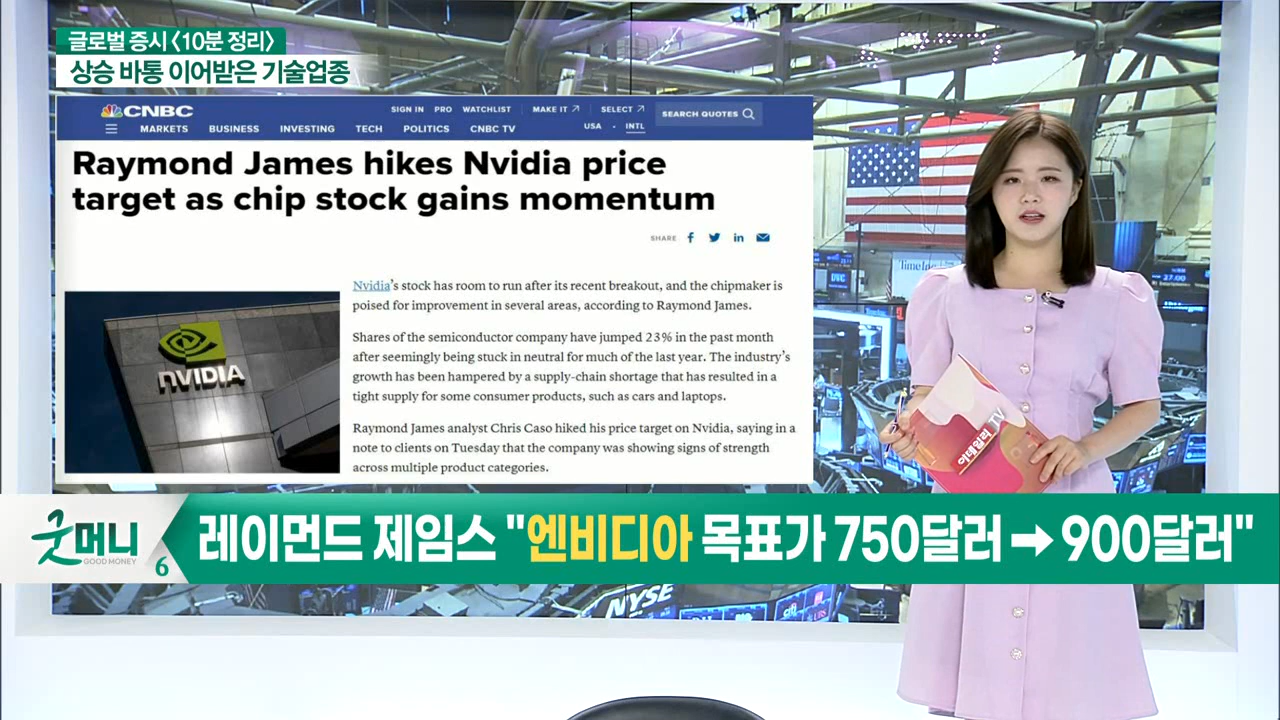 글로벌 증시 <10분 정리>
상승 바통 이어받은 기술업종
CNBC
SIGN IN PRO WATCHLIST MAKE IT SELECT SEARCH QUOTES
MARKETS BUSINESS INVESTING TECH POLITICS CNBC TV USA • INTL
Raymond James hikes Nvidia price
target as chip stock gains momentum
SHARE
Nvidia's stock has room to run after its recent breakout, and the chipmaker is
poised for improvement in several areas, according to Raymond James.
Shares of the semiconductor company have jumped 23% in the past month
after seemingly being stuck in neutral for much of the last year. The industry's
growth has been hampered by a supply-chain shortage that has resulted in a
tight supply for some consumer products, such as cars and laptops.
Raymond James analyst Chris Caso hiked his price target on Nvidia, saying in a
note to clients on Tuesday that the company was showing signs of strength
across multiple product categories.
NVIDIA
이데일리 TV
굿머니
GOOD MONEY
6
레이먼드 제임스 "엔비디아 목표가 750달러 → 900달러"
NYSE
citi